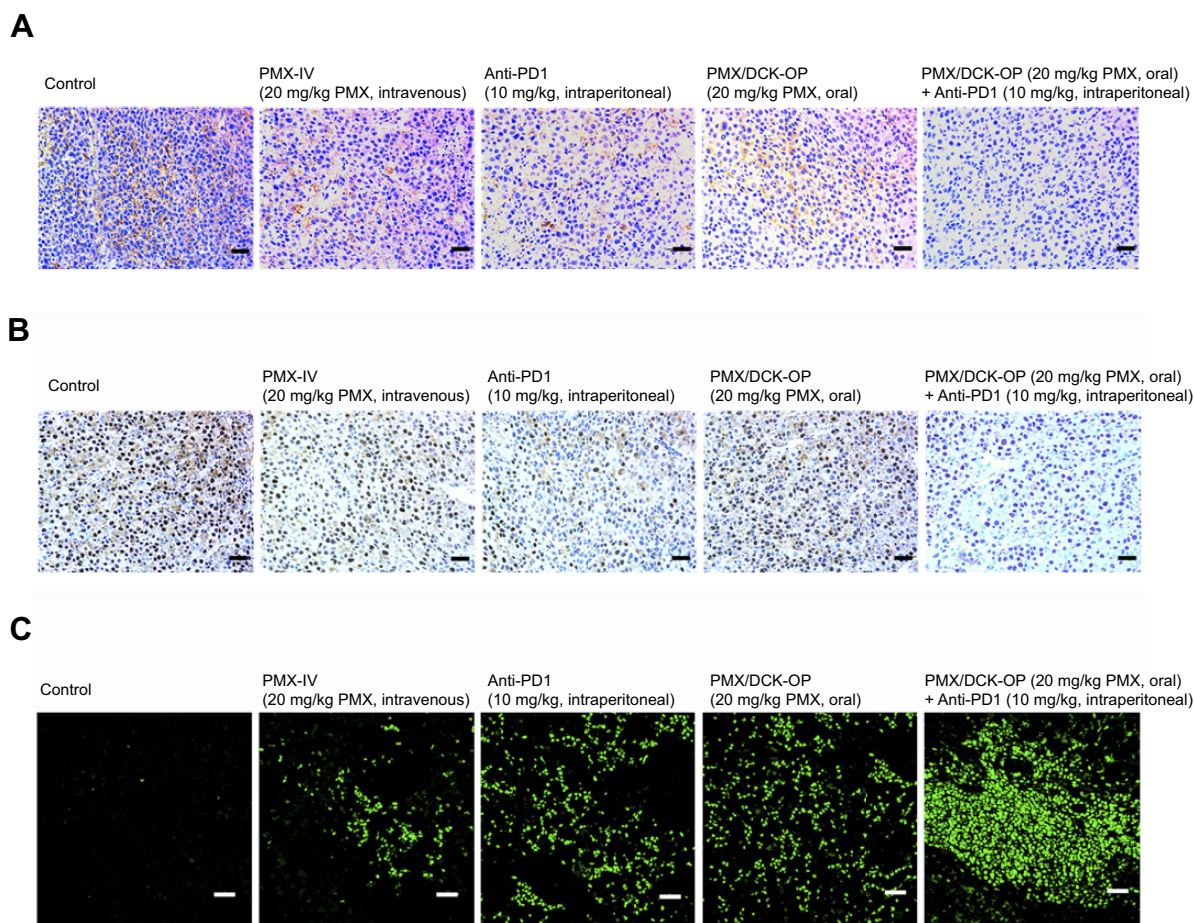 A
Control
PMX-IV
(20 mg/kg PMX, intravenous)
Anti-PD1
(10 mg/kg, intraperitoneal)
PMX/DCK-OP
(20 mg/kg PMX, oral)
PMX/DCK-OP (20 mg/kg PMX, oral)
+ Anti-PD1 (10 mg/kg, intraperitoneal)
B
Control
PMX-IV
(20 mg/kg PMX, intravenous)
Anti-PD1
(10 mg/kg, intraperitoneal)
PMX/DCK-OP
(20 mg/kg PMX, oral)
PMX/DCK-OP (20 mg/kg PMX, oral)
+ Anti-PD1 (10 mg/kg, intraperitoneal)
C
Control
PMX-IV
(20 mg/kg PMX, intravenous)
Anti-PD1
(10 mg/kg, intraperitoneal)
PMX/DCK-OP
(20 mg/kg PMX, oral)
PMX/DCK-OP (20 mg/kg PMX, oral)
+ Anti-PD1 (10 mg/kg, intraperitoneal)